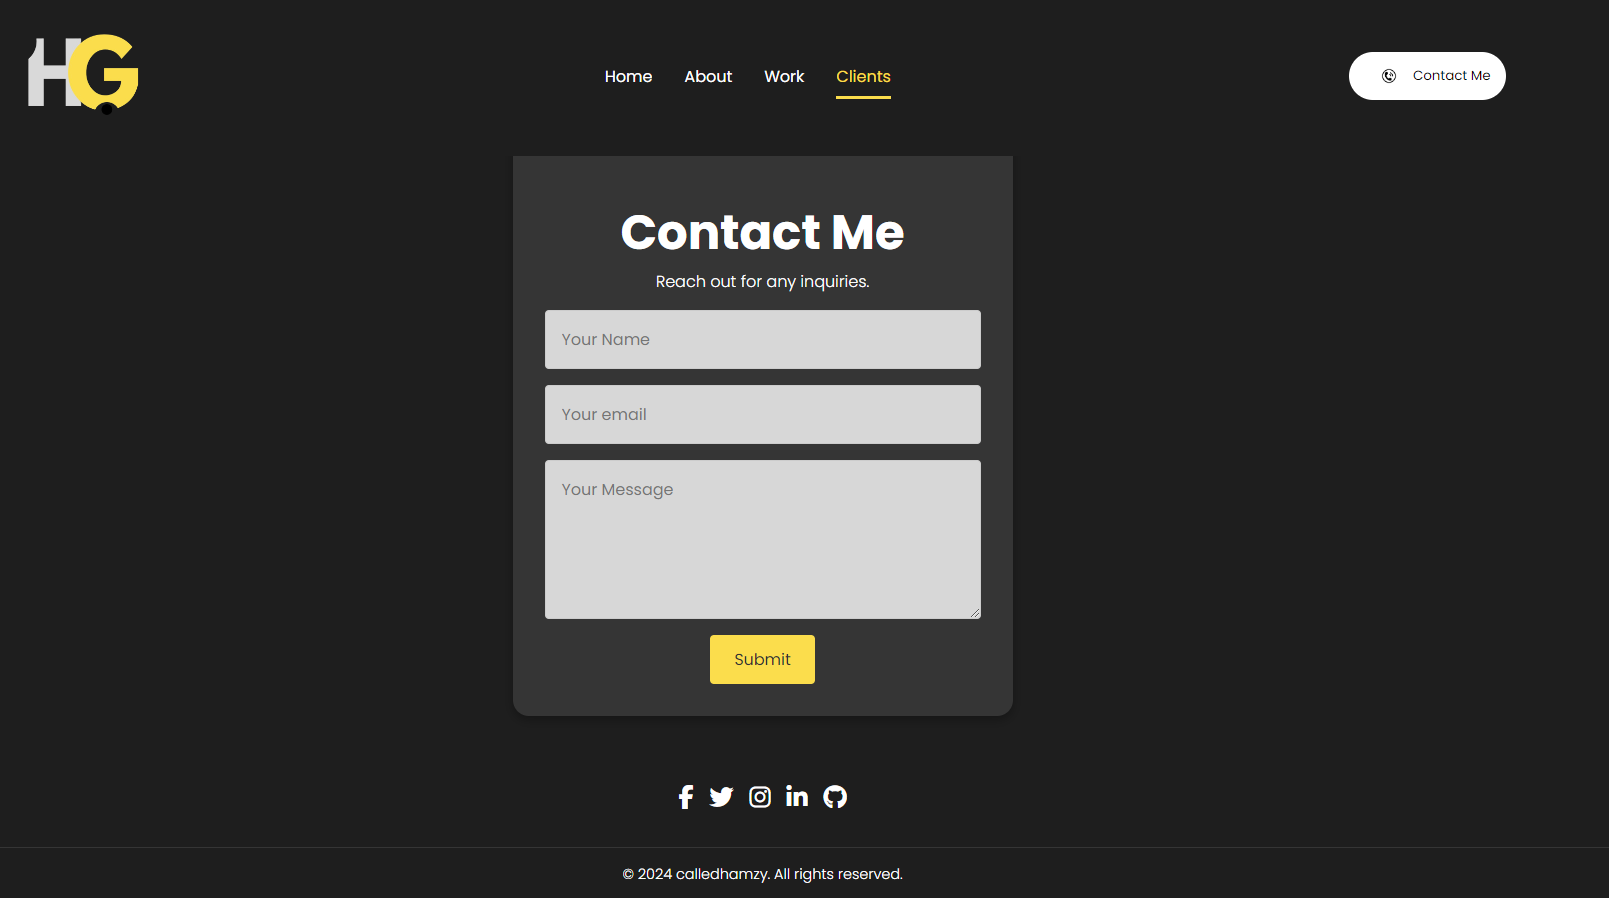 HG
Home About Work Clients
Contact Me
Contact Me
Reach out for any inquiries.
Your Name
Your email
Your Message
Submit
© 2024 calledhamzy. All rights reserved.